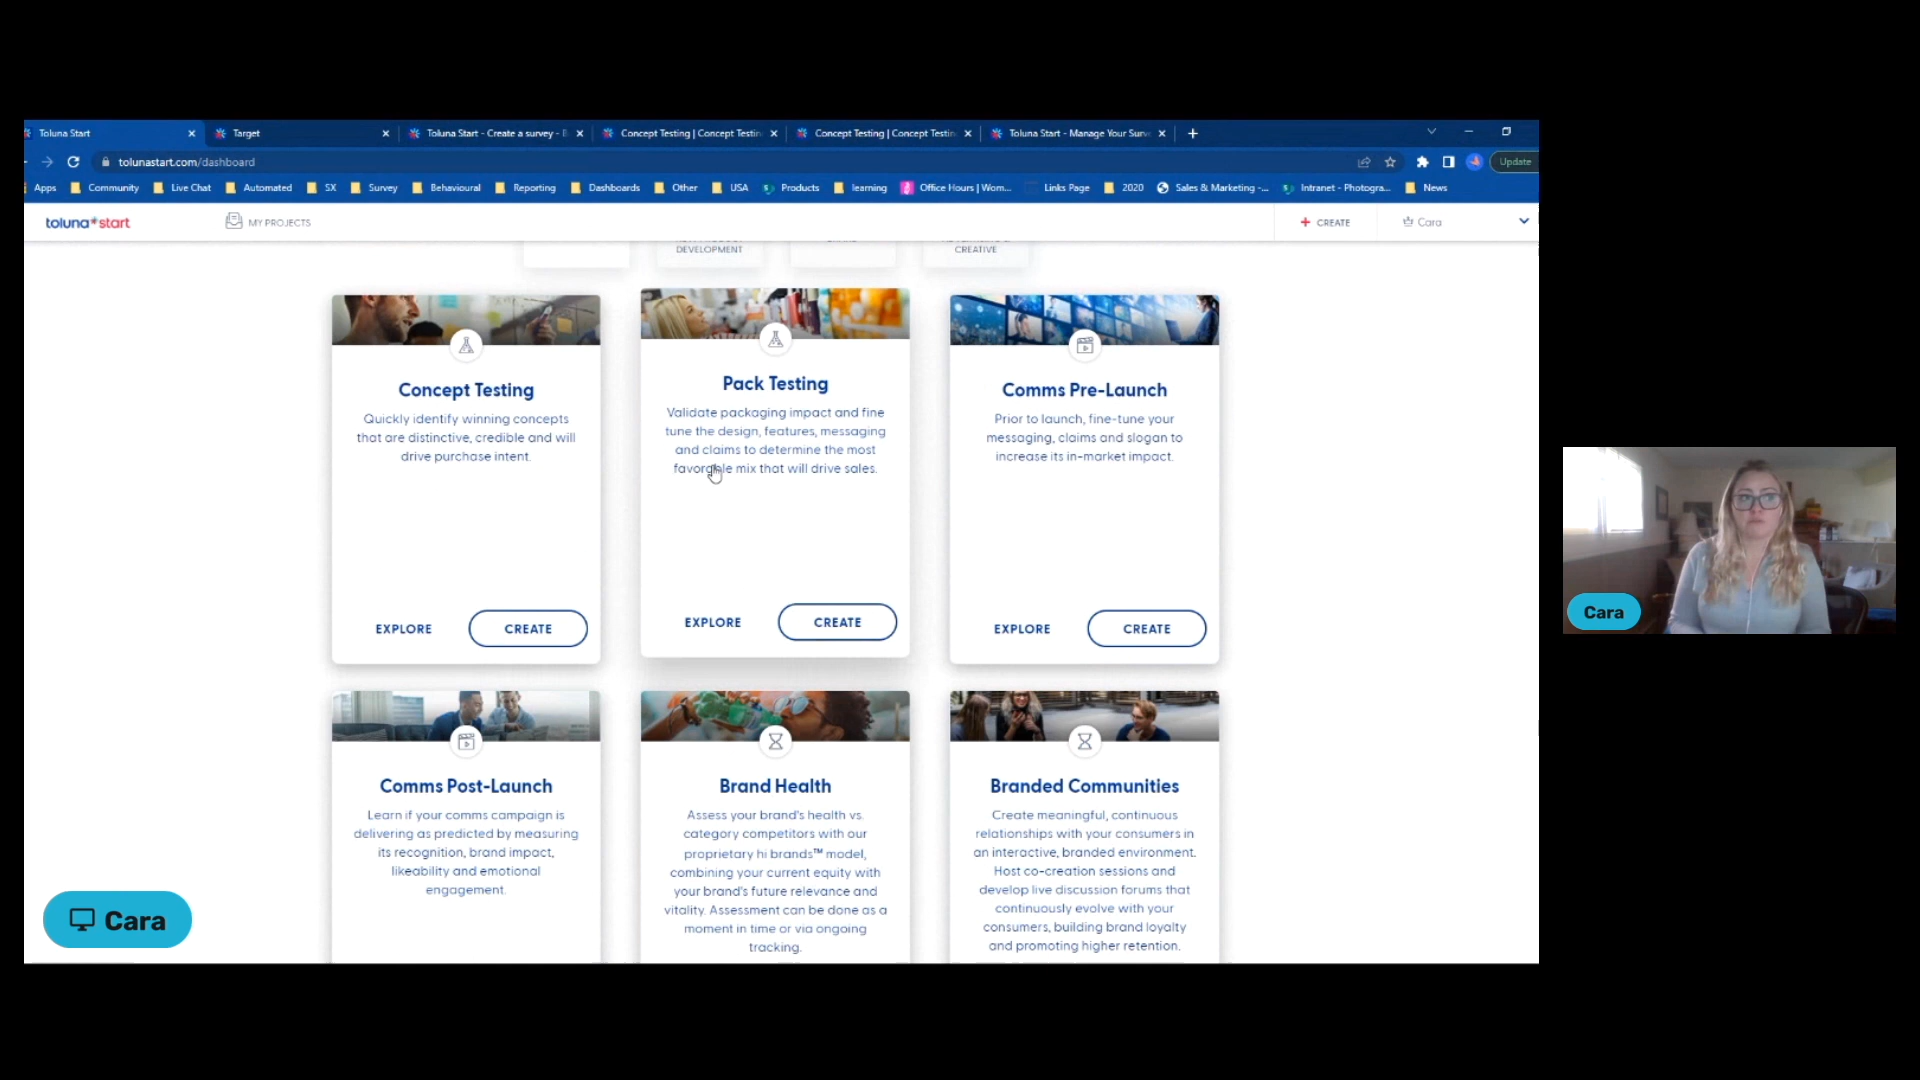 Toluna Start
Target
Toluna Start - Create a survey -
Concept Testing | Concept Testin
Concept Testing | Concept Testin
Toluna Start - Manage Your Surv
tolunastart.com/dashboard
Update
Apps
Community
Live Chat
Automated
SX
Survey
Behavioural
Reporting
Dashboards
Other
USA
Products
learning
Office Hours | Wom...
Links Page
2020
Sales & Marketing -...
Intranet - Photogra...
News
toluna*start
MY PROJECTS
+ CREATE
Cara
DEVELOPMENT
CREATIVE
Concept Testing
Quickly identify winning concepts
that are distinctive, credible and will
drive purchase intent.
EXPLORE
CREATE
Pack Testing
Validate packaging impact and fine
tune the design, features, messaging
and claims to determine the most
favorable mix that will drive sales.
EXPLORE
CREATE
Comms Pre-Launch
Prior to launch, fine-tune your
messaging, claims and slogan to
increase its in-market impact.
EXPLORE
CREATE
Comms Post-Launch
Learn if your comms campaign is
delivering as predicted by measuring
its recognition, brand impact,
likeability and emotional
engagement.
Brand Health
Assess your brand's health vs.
category competitors with our
proprietary hi brands™ model,
combining your current equity with
your brand's future relevance and
vitality. Assessment can be done as a
moment in time or via ongoing
tracking.
Branded Communities
Create meaningful, continuous
relationships with your consumers in
an interactive, branded environment.
Host co-creation sessions and
develop live discussion forums that
continuously evolve with your
consumers, building brand loyalty
and promoting higher retention.
Cara
Cara